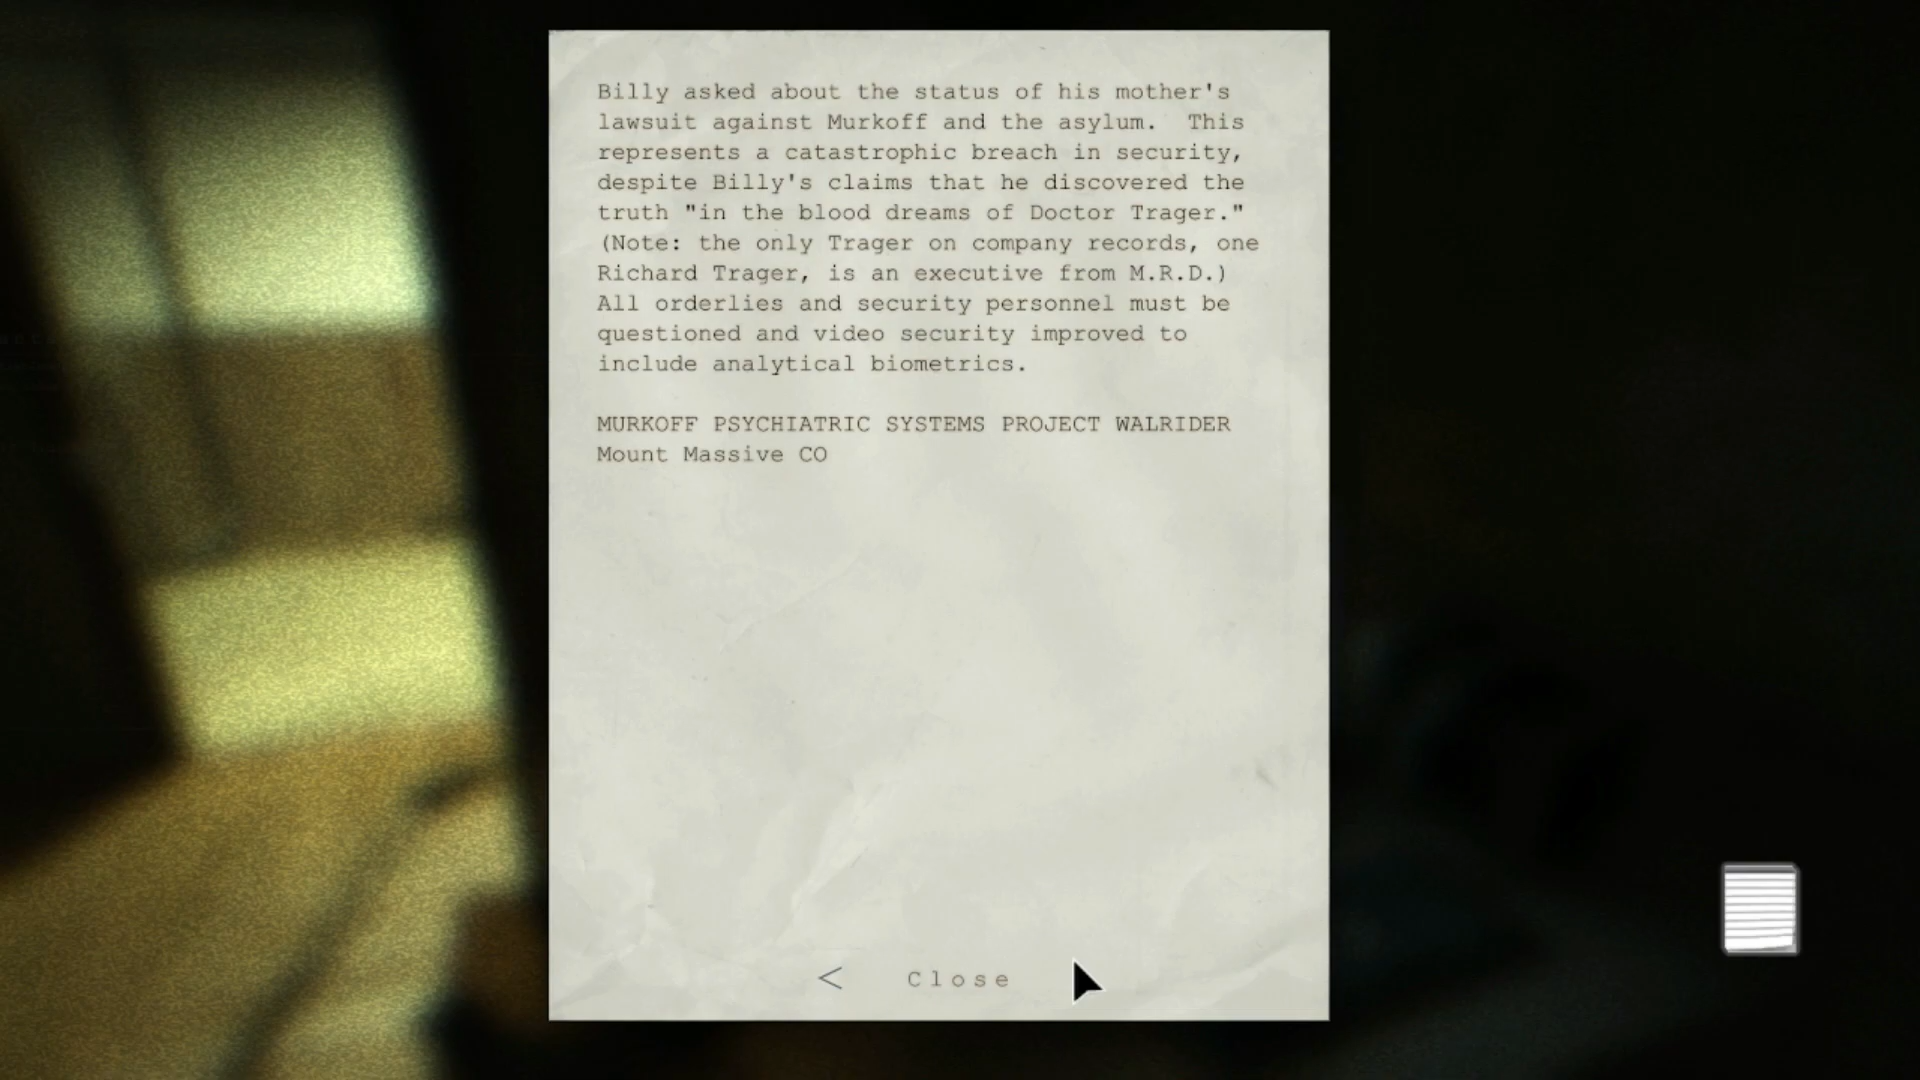 Billy asked about the status of his mother's
lawsuit against Murkoff and the asylum.  This
represents a catastrophic breach in security,
despite Billy's claims that he discovered the
truth "in the blood dreams of Doctor Trager."
(Note: the only Trager on company records, one
Richard Trager, is an executive from M.R.D.)
All orderlies and security personnel must be
questioned and video security improved to
include analytical biometrics.
MURKOFF PSYCHIATRIC SYSTEMS PROJECT WALRIDER
Mount Massive CO
< Close